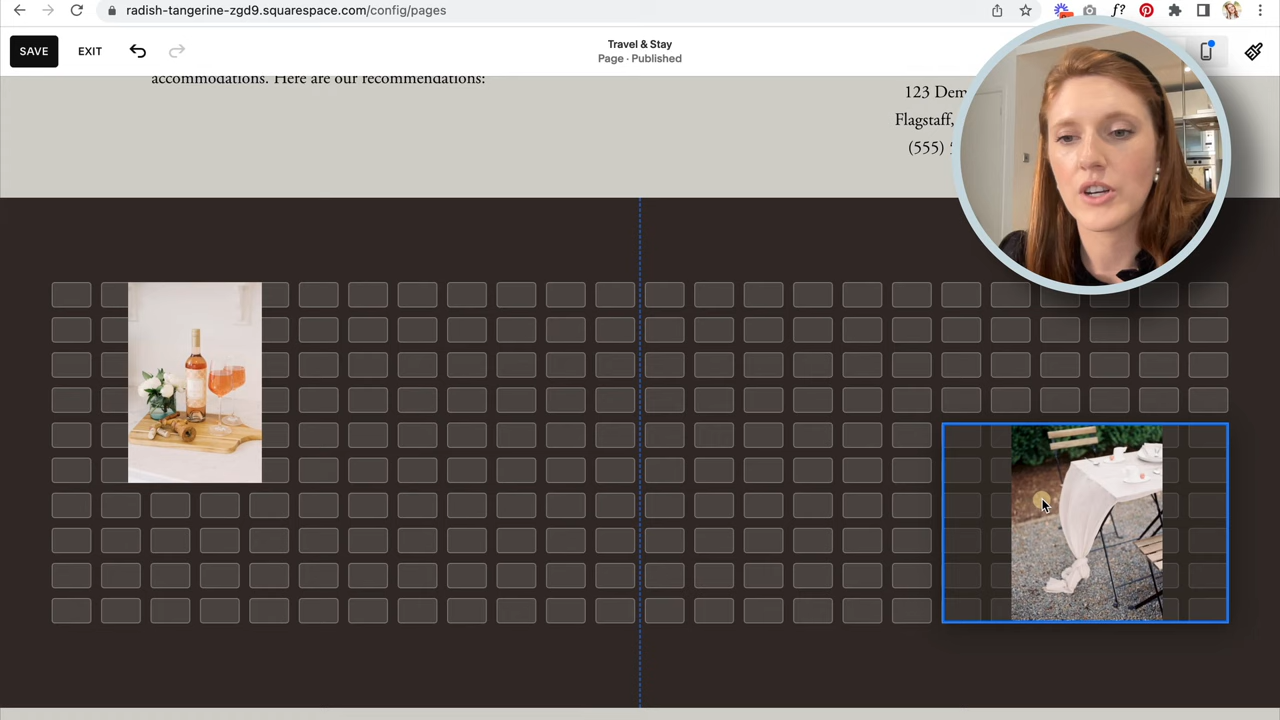 radish-tangerine-zgd9.squarespace.com/config/pages
f?
SAVE
EXIT
Travel & Stay
Page · Published
accommodations. Here are our recommendations:
123 Dem
Flagstaff,
(555)